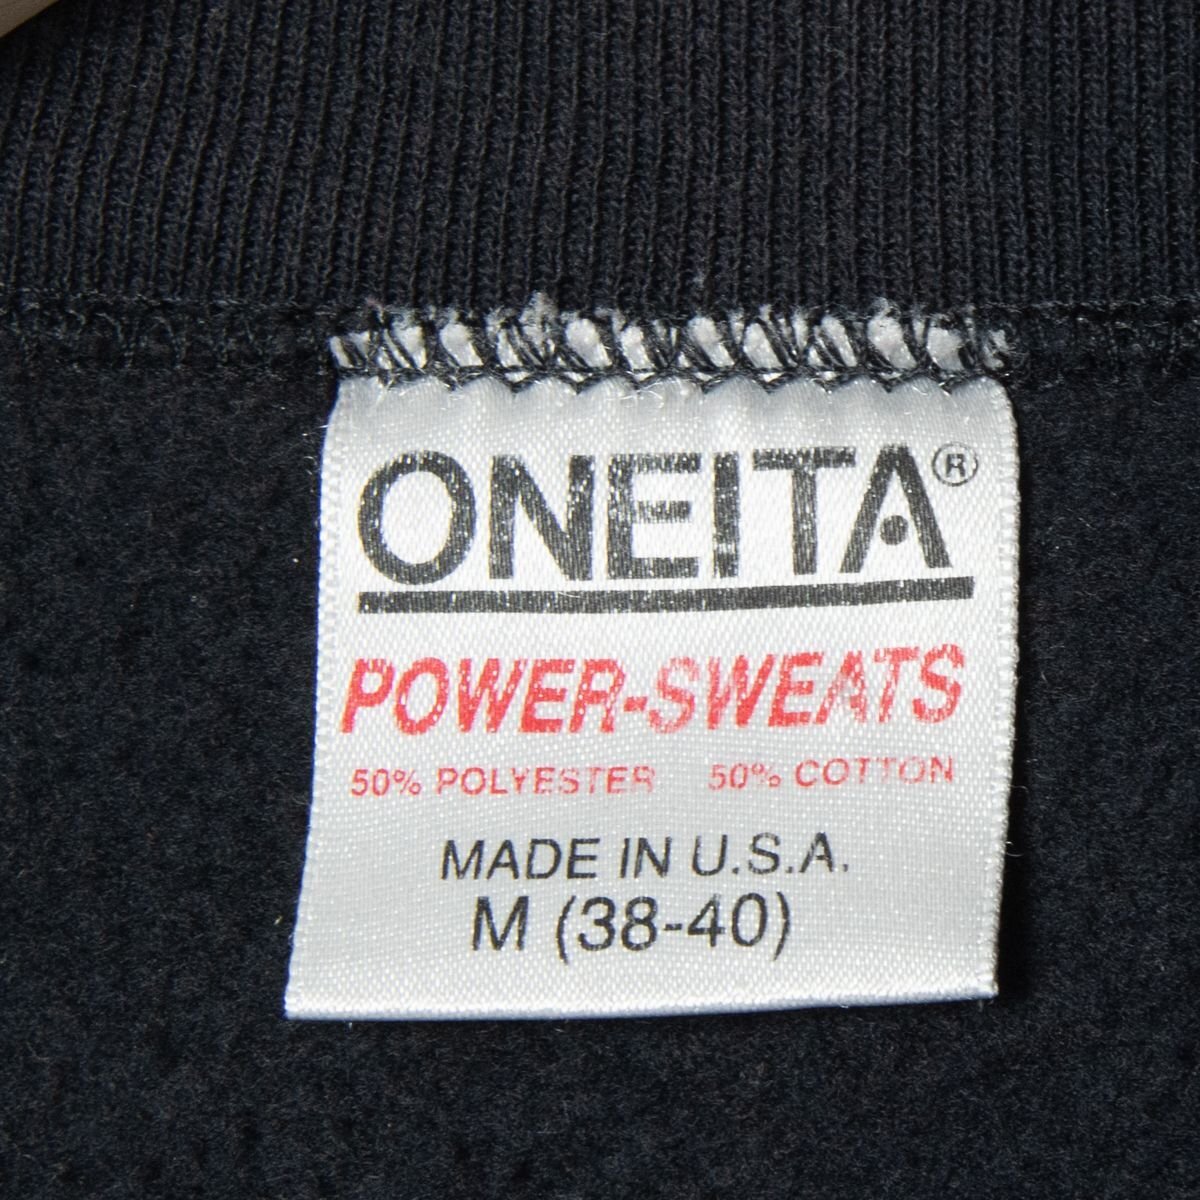 ONEITA®
POWER-SWEATS
50% POLYESTER 50% COTTON
MADE IN U.S.A.
M (38-40)